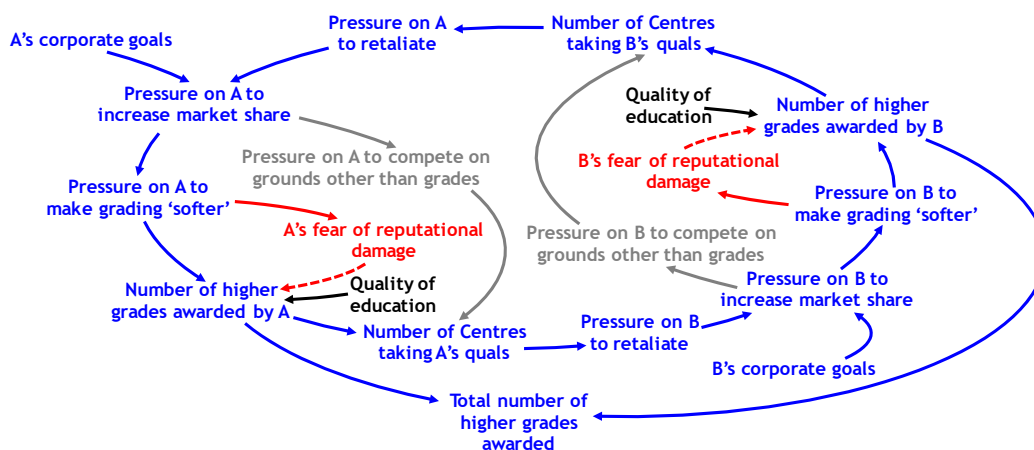 A's corporate goals
Pressure on A
to retaliate
Number of Centres
taking B's quals
Pressure on A to
increase market share
Quality of
education
Number of higher
grades awarded by B
Pressure on A to compete on
grounds other than grades
B's fear of reputational
damage
Pressure on A to
make grading ‘softer’
Pressure on B to
make grading ‘softer’
A's fear of reputational
damage
Pressure on B to compete on
grounds other than grades
Number of higher
grades awarded by A
Quality of
education
Pressure on B to
increase market share
Number of Centres
taking A's quals
Pressure on B
to retaliate
B's corporate goals
Total number of
higher grades
awarded